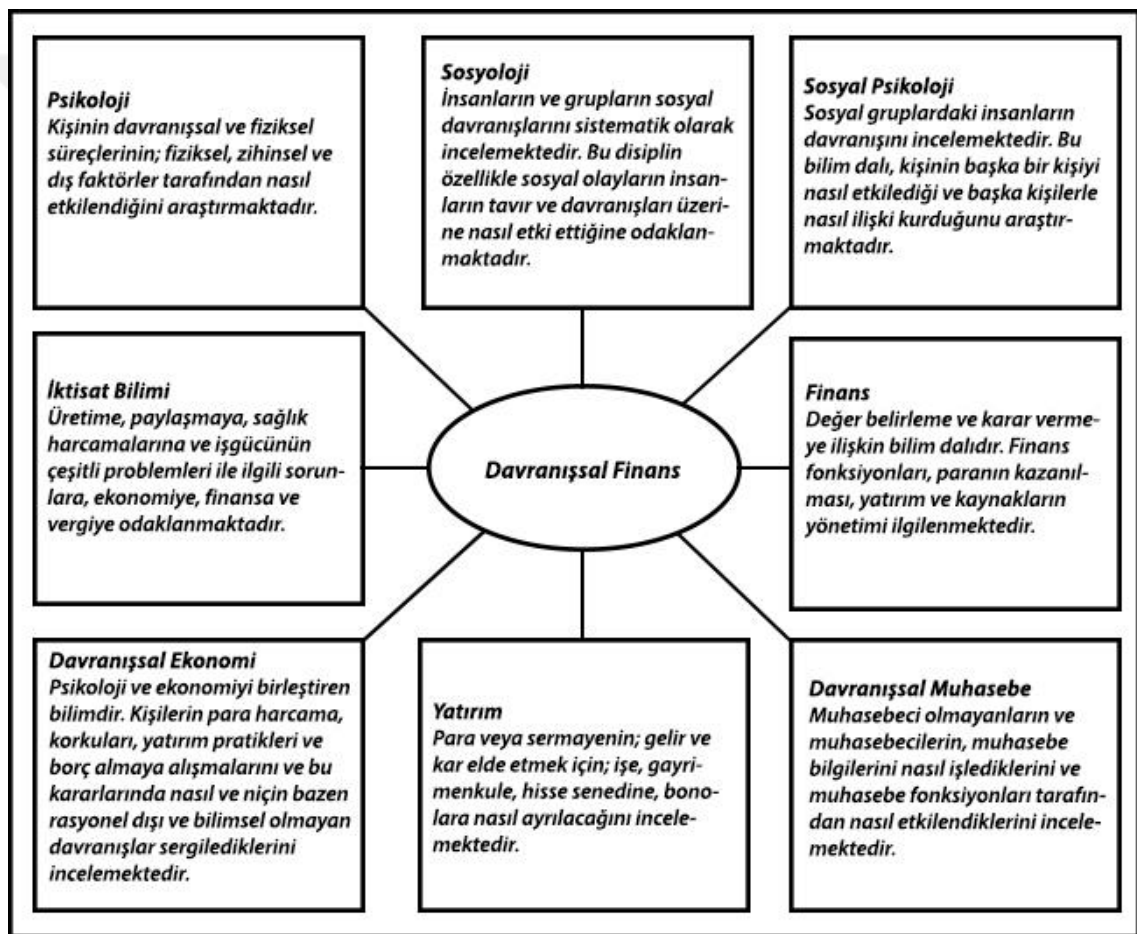 Psikoloji
Kişinin davranışsal ve fiziksel
süreçlerinin; fiziksel, zihinsel ve
dış faktörler tarafından nasıl
etkilendiğini araştırmaktadır.
Sosyoloji
İnsanların ve grupların sosyal
davranışlarını sistematik olarak
incelemektedir. Bu disiplin
özellikle sosyal olayların insan-
ların tavır ve davranışları üzeri-
ne nasıl etki ettiğine odaklan-
maktadır.
Sosyal Psikoloji
Sosyal gruplardaki insanların
davranışını incelemektedir. Bu
bilim dalı, kişinin başka bir kişiyi
nasıl etkilediği ve başka kişilerle
nasıl ilişki kurduğunu araştır-
maktadır.
İktisat Bilimi
Üretime, paylaşmaya, sağlık
harcamalarına ve işgücünün
çeşitli problemleri ile ilgili sorun-
lara, ekonomiye, finansa ve
vergiye odaklanmaktadır.
Davranışsal Finans
Finans
Değer belirleme ve karar verme-
ye ilişkin bilim dalıdır. Finans
fonksiyonları, paranın kazanıl-
ması, yatırım ve kaynakların
yönetimi ilgilenmektedir.
Davranışsal Ekonomi
Psikoloji ve ekonomiyi birleştiren
bilimdir. Kişilerin para harcama,
korkuları, yatırım pratikleri ve
borç almaya alışmalarını ve bu
kararlarında nasıl ve niçin bazen
rasyonel dışı ve bilimsel olmayan
davranışlar sergilediklerini
incelemektedir.
Yatırım
Para veya sermayenin; gelir ve
kar elde etmek için; işe, gayri-
menkule, hisse senedine, bono-
lara nasıl ayrılacağını incele-
mektedir.
Davranışsal Muhasebe
Muhasebeci olmayanların ve
muhasebecilerin, muhasebe
bilgilerini nasıl işlediklerini ve
muhasebe fonksiyonları tarafın-
dan nasıl etkilendiklerini incele-
mektedir.